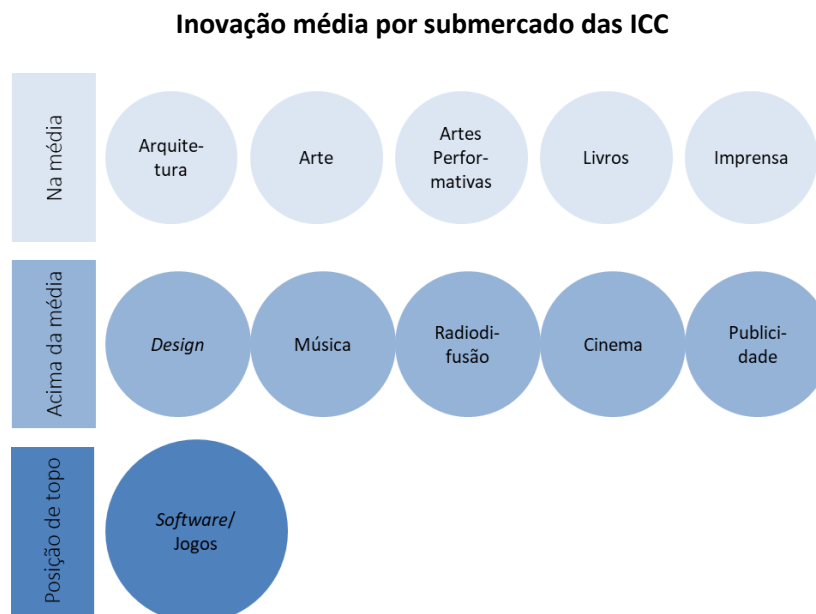 Inovação média por submercado das ICC
Na média
Arquite-
tura
Arte
Artes
Perfor-
mativas
Livros
Imprensa
Acima da média
Design
Música
Radiodi-
fusão
Cinema
Publici-
dade
Posição de topo
Software/
Jogos